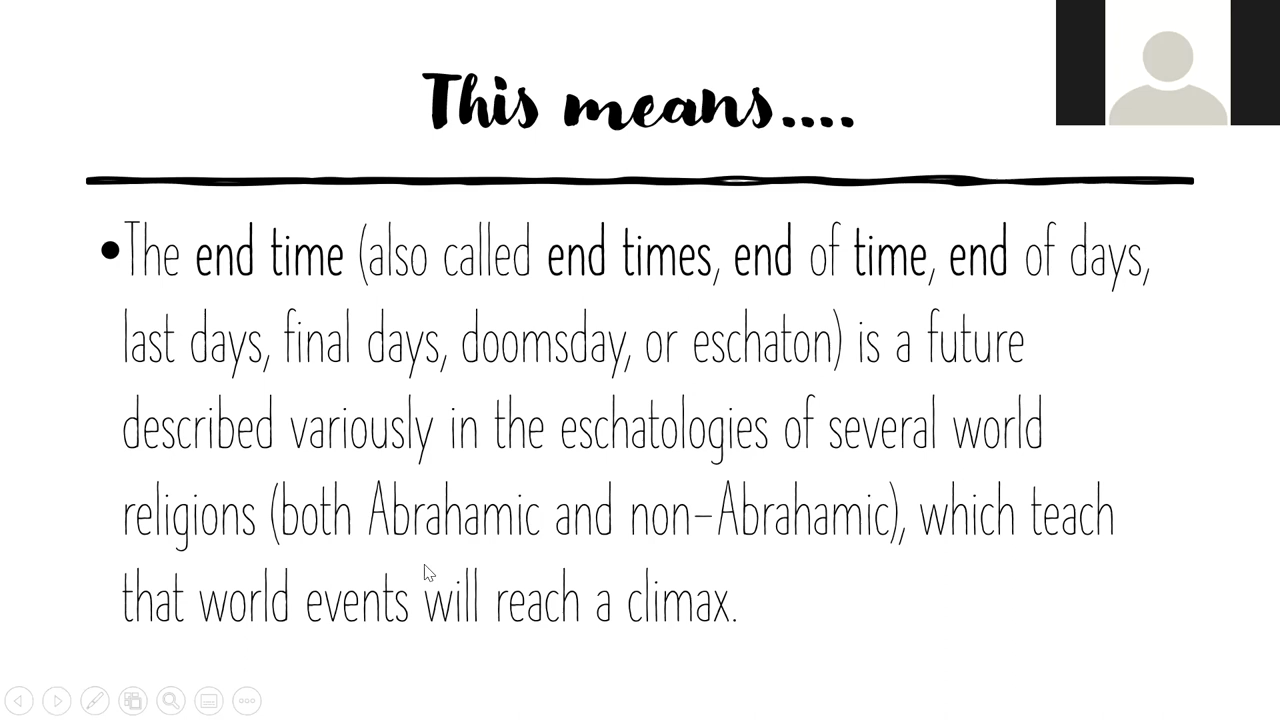 This means....
•The end time (also called end times, end of time, end of days,
last days, final days, doomsday, or eschaton) is a future
described variously in the eschatologies of several world
religions (both Abrahamic and non-Abrahamic), which teach
that world events will reach a climax.